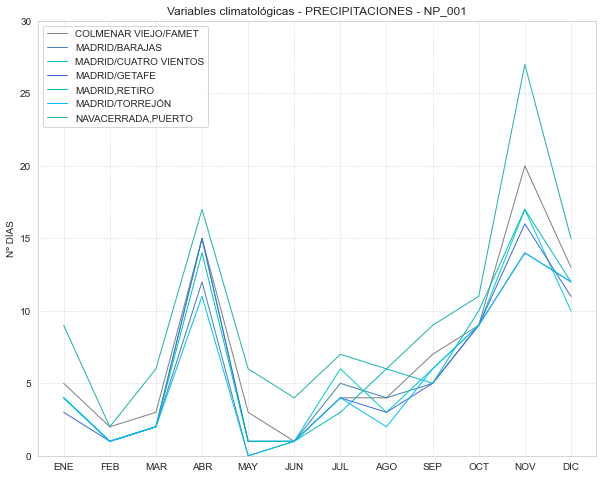 Variables climatológicas - PRECIPITACIONES - NP_001
30
25
20
15
10
5
0
Nº DÍAS
COLMENAR VIEJO/FAMET
MADRID/BARAJAS
MADRID/CUATRO VIENTOS
MADRID/GETAFE
MADRID,RETIRO
MADRID/TORREJÓN
NAVACERRADA,PUERTO
ENE FEB MAR ABR MAY JUN JUL AGO SEP OCT NOV DIC